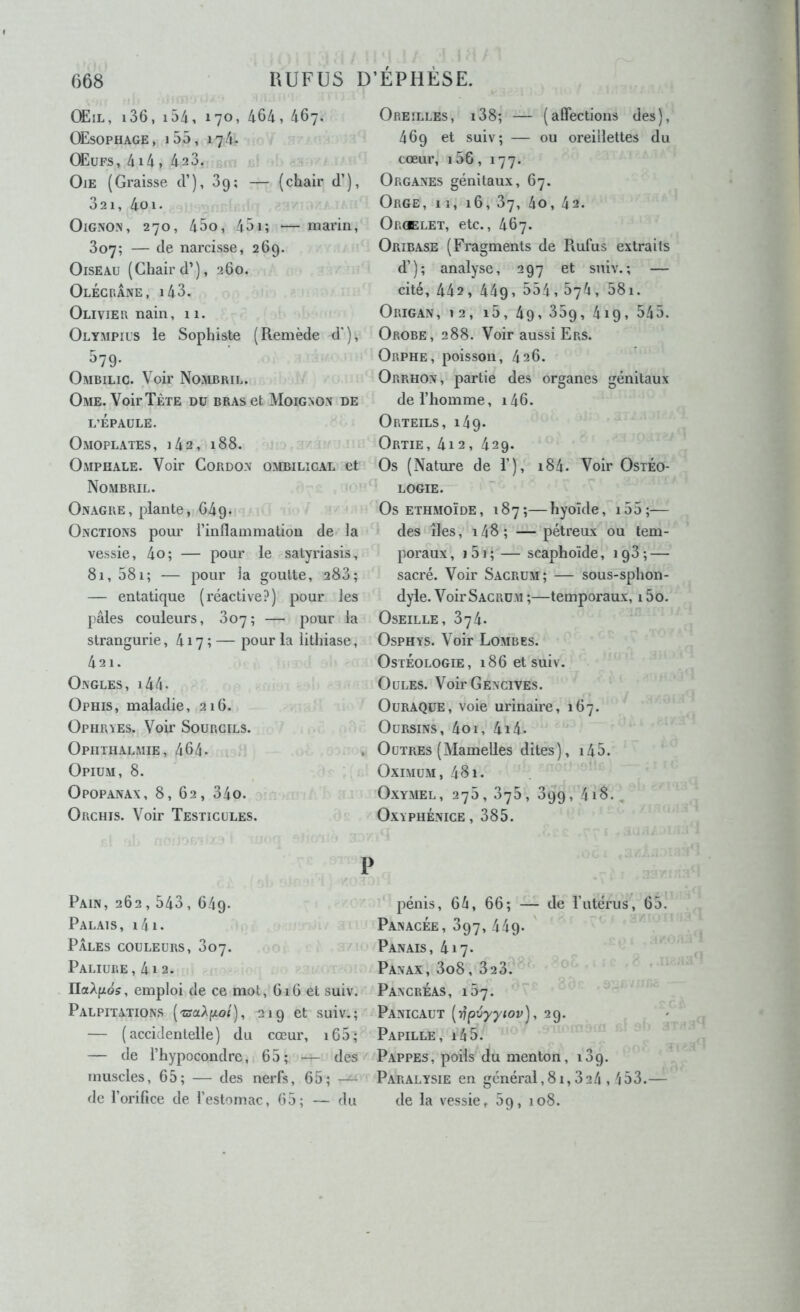 668 RUFUS D'ÉPHÈSE.
OEIL, 136, 154, 170, 464, 467.
OESOPHAGE, 155, 174.
OEUFS, 414, 423.
OIE (Graisse d'), 39; — (chair d'),
321, 401.
OIGNON, 270, 450, 451; — marin,
307; — de narcisse, 269.
OISEAU (Chair d'), 260.
OLÉCRÂNE, 143.
OLIVIER nain, 11.
OLYMPIUS le Sophiste (Remède d'),
579.
OMBILIC. Voir NOMBRIL.
OME. Voir TÊTE DU BRAS et MOIGNON DE
L'ÉPAULE.
OMOPLATES, 142, 188.
OMPHALE. Voir CORDON OMBILICAL et
NOMBRIL.
ONAGRE, plante, 649.
ONCTIONS pour l'inflammation de la
vessie, 40; — pour le satyriasis,
81, 581; — pour la goutte, 283;
— entatique (réactive?) pour les
pâles couleurs, 307; — pour la
strangurie, 417; — pour la lithiase,
421.
ONGLES, 144.
OPHIS, maladie, 216.
OPHRYES. Voir SOURCILS.
OPHTHALMIE, 464.
OPIUM, 8.
OPOPANAX, 8, 62, 340.
ORCHIS. Voir TESTICULES.
OREILLES, 138; — (affections des),
469 et suiv; — ou oreillettes du
cœur, 156, 177.
ORGANES génitaux, 67.
ORGE, 11, 16, 37, 40, 42.
ORGELET, etc., 467.
ORIBASE (Fragments de Rufus extraits
d'); analyse, 297 et suiv.; —
cité, 442, 449, 554, 574, 581.
ORIGAN, 12, 15, 49, 359, 419, 545.
OROBE, 288. Voir aussi ERS.
ORPHE, poisson, 426.
ORRHON, partie des organes génitaux
de l'homme, 146.
ORTEILS, 149.
ORTIE, 412, 429.
OS (Nature de l'), 184. Voir OSTÉO-
LOGIE.
OS ETHMOÏDE, 187; — hyoïde, 155; —
des îles, 148; — pétreux ou tem-
poraux, 151; — scaphoïde, 193; —
sacré. Voir SACRUM; — sous-sphon-
dyle. Voir SACRUM; — temporaux, 150.
OSEILLE, 374.
OSPHYS. Voir LOMBES.
OSTÉOLOGIE, 186 et suiv.
OULES. Voir GENCIVES.
OURAQUE, voie urinaire, 167.
OURSINS, 401, 414.
OUTRES (Mamelles dites), 145.
OXIMUM, 481.
OXYMEL, 275, 375, 399, 418.
OXYPHÉNICE, 385.
P
PAIN, 262, 543, 649.
PALAIS, 141.
PÂLES COULEURS, 307.
PALIURE, 412.
Παλμός, emploi de ce mot, 616 et suiv.
PALPITATIONS (ϖαλμοί), 219 et suiv.;
— (accidentelle) du cœur, 165;
— de l'hypocondre, 65; — des
muscles, 65; — des nerfs, 65; —
de l'orifice de l'estomac, 65; — du
pénis, 64, 66; — de l'utérus, 65.
PANACÉE, 397, 449.
PANAIS, 417.
PANAX, 308, 323.
PANCRÉAS, 157.
PANICAUT (ἠρύγγιον), 29.
PAPILLE, 145.
PAPPES, poils du menton, 139.
PARALYSIE en général, 81, 324, 453. —
de la vessie, 59, 108.